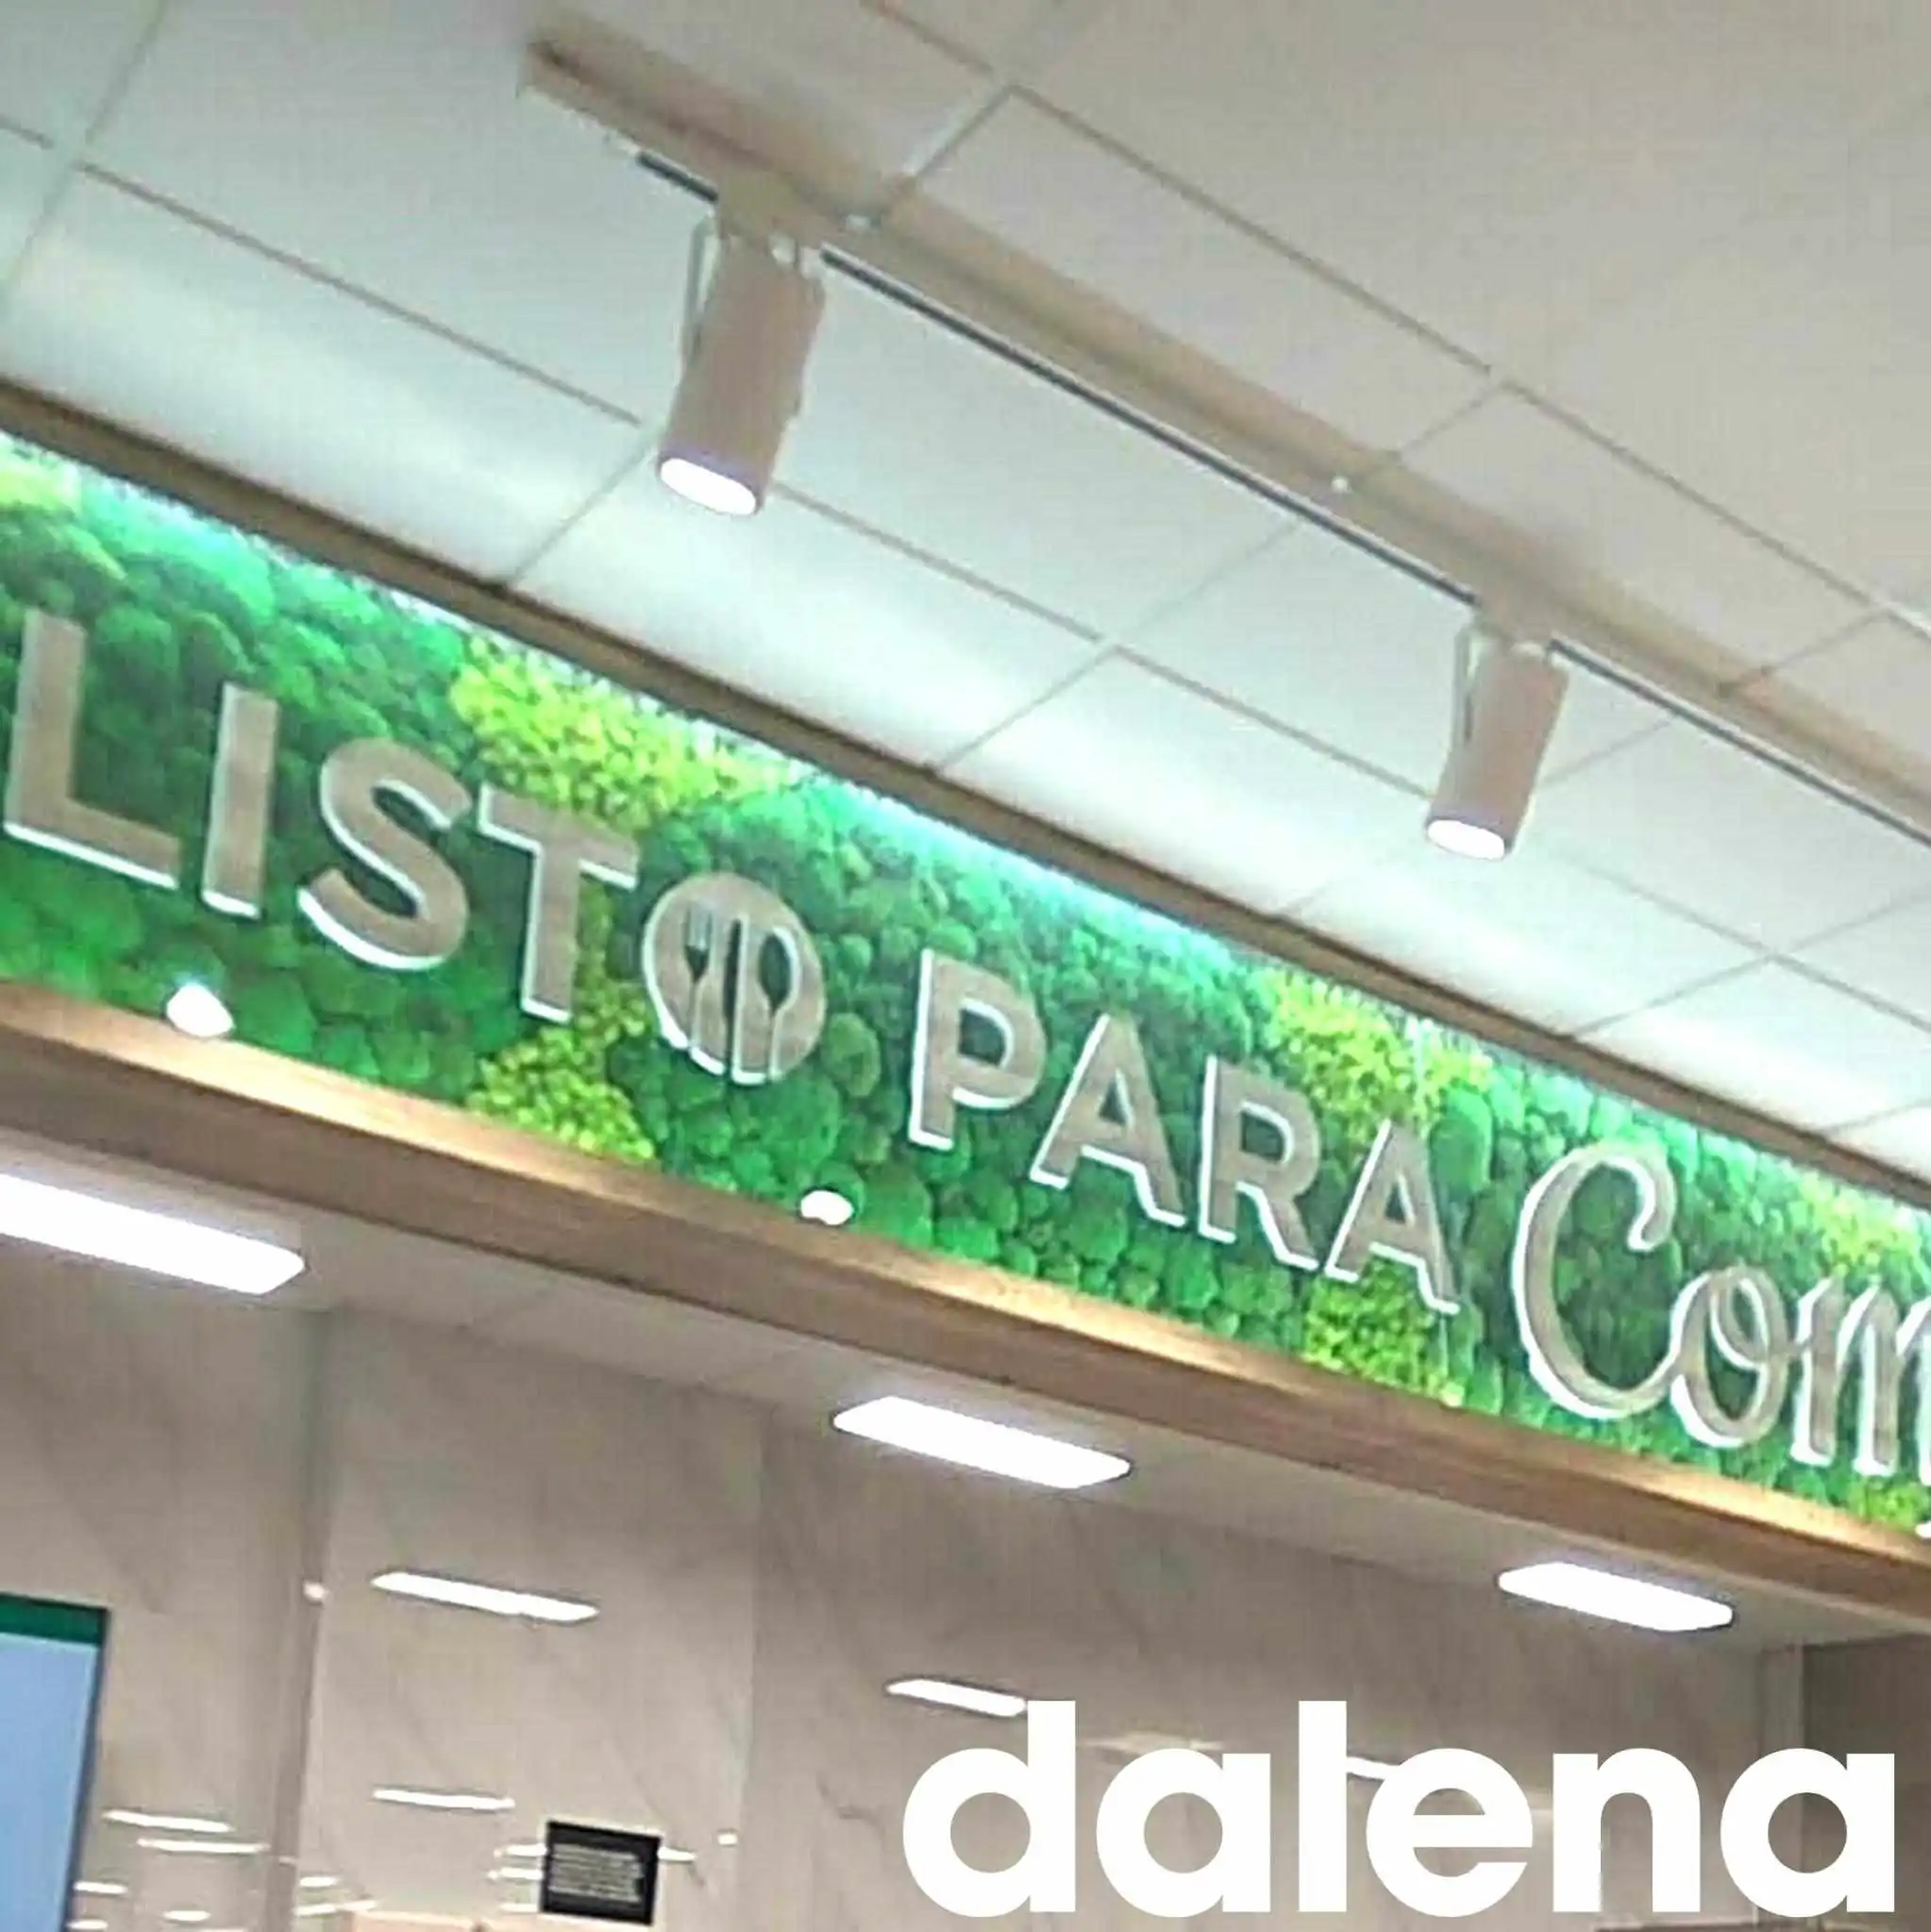 LISTO PARA Com
dalena